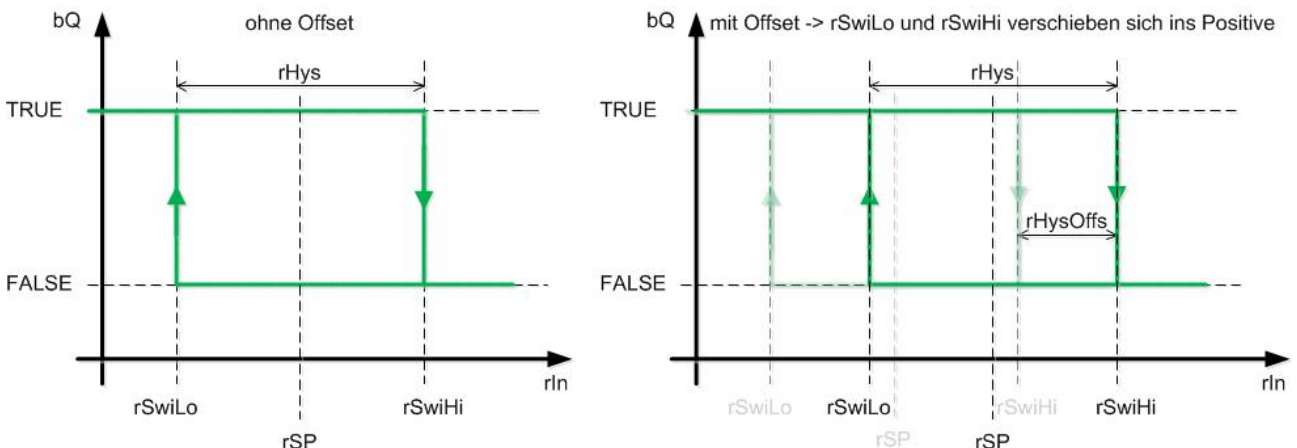 bQ
ohne Offset
rHys
TRUE
FALSE
rIn
rSwiLo
rSwiHi
rSP
bQ
mit Offset -> rSwiLo und rSwiHi verschieben sich ins Positive
rHys
TRUE
rHysOffs
FALSE
rIn
rSwiLo
rSwiLo
rSwiHi
rSwiHi
rSP
rSP